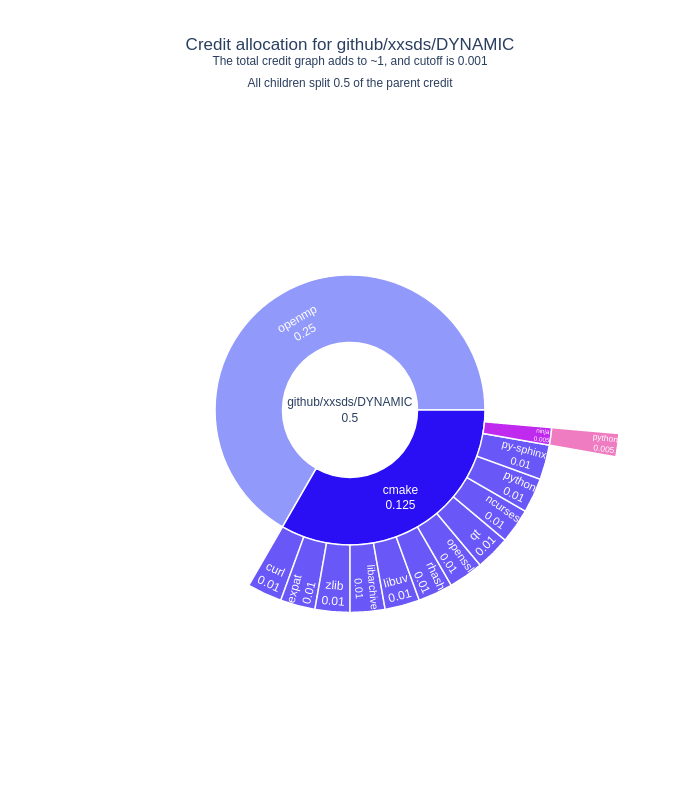 Credit allocation for github/xxsds/DYNAMIC
The total credit graph adds to ~1, and cutoff is 0.001
All children split 0.5 of the parent credit
openmp
0.25
github/xxsds/DYNAMIC
0.5
cmake
0.125
ninja
0.005
python
0.005
py-sphinx
0.01
python
0.01
ncurses
0.01
qt
0.01
openssl
0.01
rhash
0.01
libuv
0.01
libarchive
0.01
zlib
0.01
expat
0.01
curl
0.01